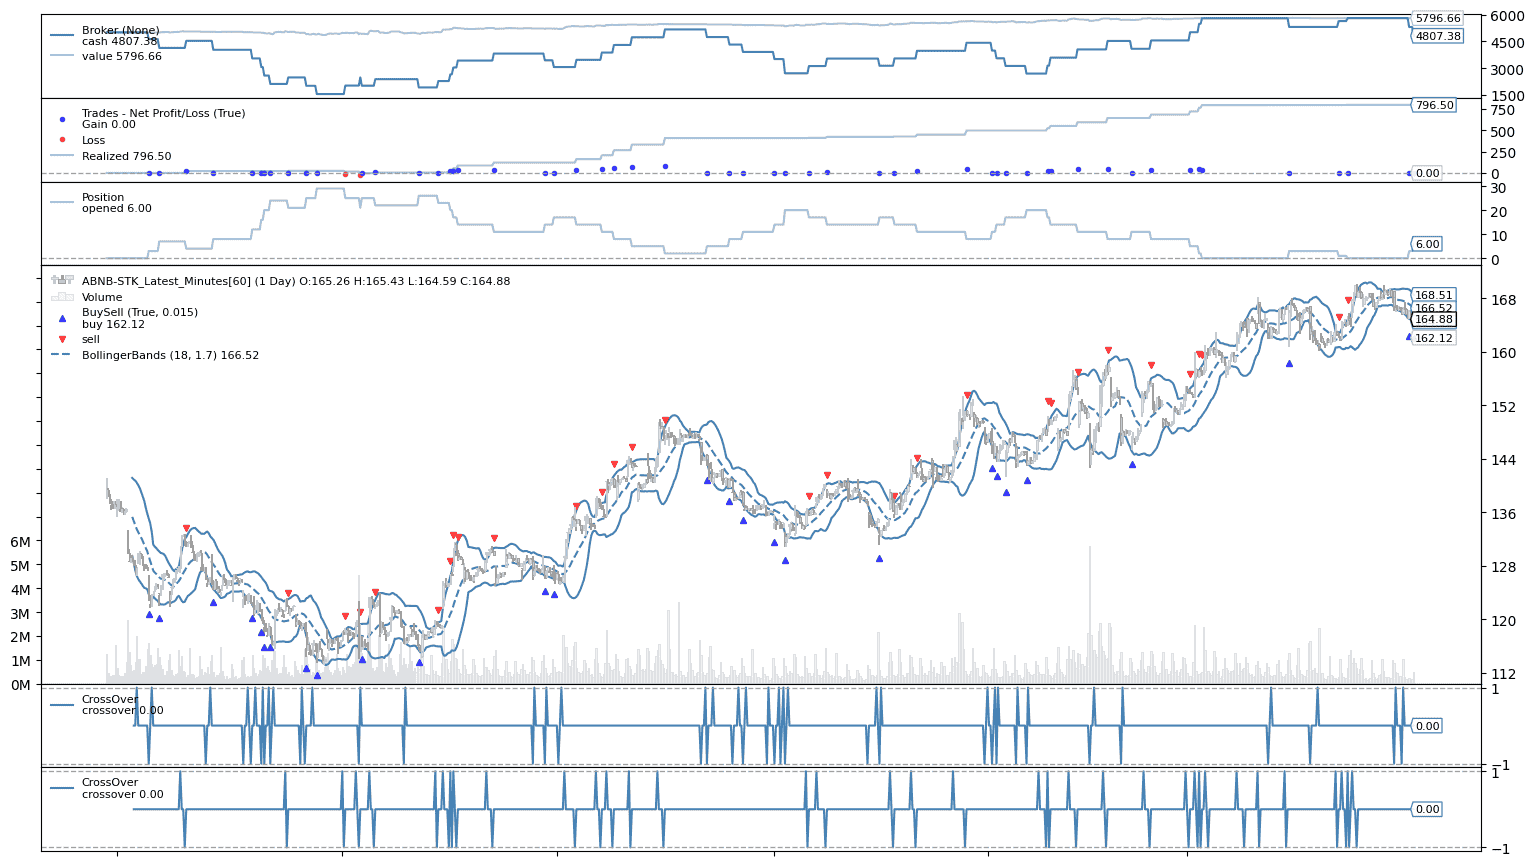 Broker (None)
cash 4807.38
value 5796.66
5796.66
4807.38
6000
4500
3000
1500
Trades - Net Profit/Loss (True)
Gain 0.00
Loss
Realized 796.50
796.50
0.00
750
500
250
0
Position
opened 6.00
6.00
30
20
10
0
ABNB-STK_Latest_Minutes[60] (1 Day) O:165.26 H:165.43 L:164.59 C:164.88
Volume
BuySell (True, 0.015)
buy 162.12
sell
BollingerBands (18, 1.7) 166.52
168.51
166.52
164.88
162.12
168
160
152
144
136
128
120
112
6M
5M
4M
3M
2M
1M
0M
CrossOver
crossover 0.00
0.00
1
−1
CrossOver
crossover 0.00
0.00
1
−1